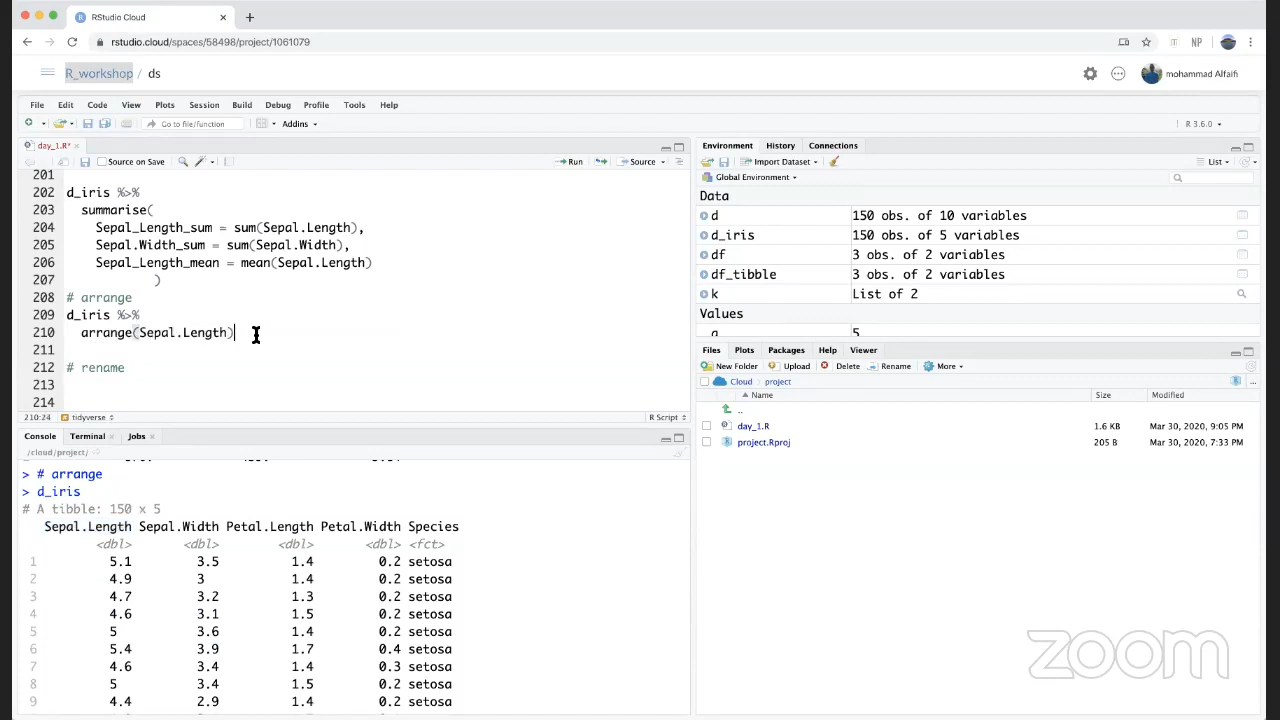 RStudio Cloud
rstudio.cloud/spaces/58498/project/1061079
NP
R_workshop / ds
mohammad Alfaifi
File Edit Code View Plots Session Build Debug Profile Tools Help
Go to file/function
Addins
R 3.6.0
day_1.R*
Source on Save
Run
Source
201
202 d_iris %>%
203 summarise(
204 Sepal_Length_sum = sum(Sepal.Length),
205 Sepal.Width_sum = sum(Sepal.Width),
206 Sepal_Length_mean = mean(Sepal.Length)
207 )
208 # arrange
209 d_iris %>%
210 arrange(Sepal.Length)
211
212 # rename
213
214
210:24 tidyverse R Script
Console Terminal Jobs
/cloud/project/
> # arrange
> d_iris
# A tibble: 150 x 5
Sepal.Length Sepal.Width Petal.Length Petal.Width Species
<dbl> <dbl> <dbl> <dbl> <fct>
1 5.1 3.5 1.4 0.2 setosa
2 4.9 3 1.4 0.2 setosa
3 4.7 3.2 1.3 0.2 setosa
4 4.6 3.1 1.5 0.2 setosa
5 5 3.6 1.4 0.2 setosa
6 5.4 3.9 1.7 0.4 setosa
7 4.6 3.4 1.4 0.3 setosa
8 5 3.4 1.5 0.2 setosa
9 4.4 2.9 1.4 0.2 setosa
Environment History Connections
Import Dataset
List
Global Environment
Data
d 150 obs. of 10 variables
d_iris 150 obs. of 5 variables
df 3 obs. of 2 variables
df_tibble 3 obs. of 2 variables
k List of 2
Values
a 5
Files Plots Packages Help Viewer
New Folder Upload Delete Rename More
Cloud project
...
Name Size Modified
..
day_1.R 1.6 KB Mar 30, 2020, 9:05 PM
project.Rproj 205 B Mar 30, 2020, 7:33 PM
zoom